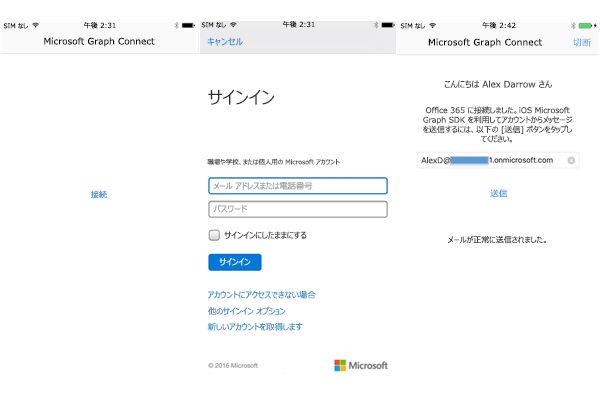 SIM なし 午後 2:31
Microsoft Graph Connect
接続
SIM なし 午後 2:31
キャンセル
サインイン
職場や学校、または個人用の Microsoft アカウント
メール アドレスまたは電話番号
パスワード
サインインにしたままにする
サインイン
アカウントにアクセスできない場合
他のサインイン オプション
新しいアカウントを取得します
© 2016 Microsoft
Microsoft
SIM なし 午後 2:42
Microsoft Graph Connect 切断
こんにちは Alex Darrow さん
Office 365 に接続しました。iOS Microsoft
Graph SDK を利用してアカウントからメッセージ
を送信するには、以下の [送信] ボタンをタップし
てください。
AlexD@ 1.onmicrosoft.com
送信
メールが正常に送信されました。